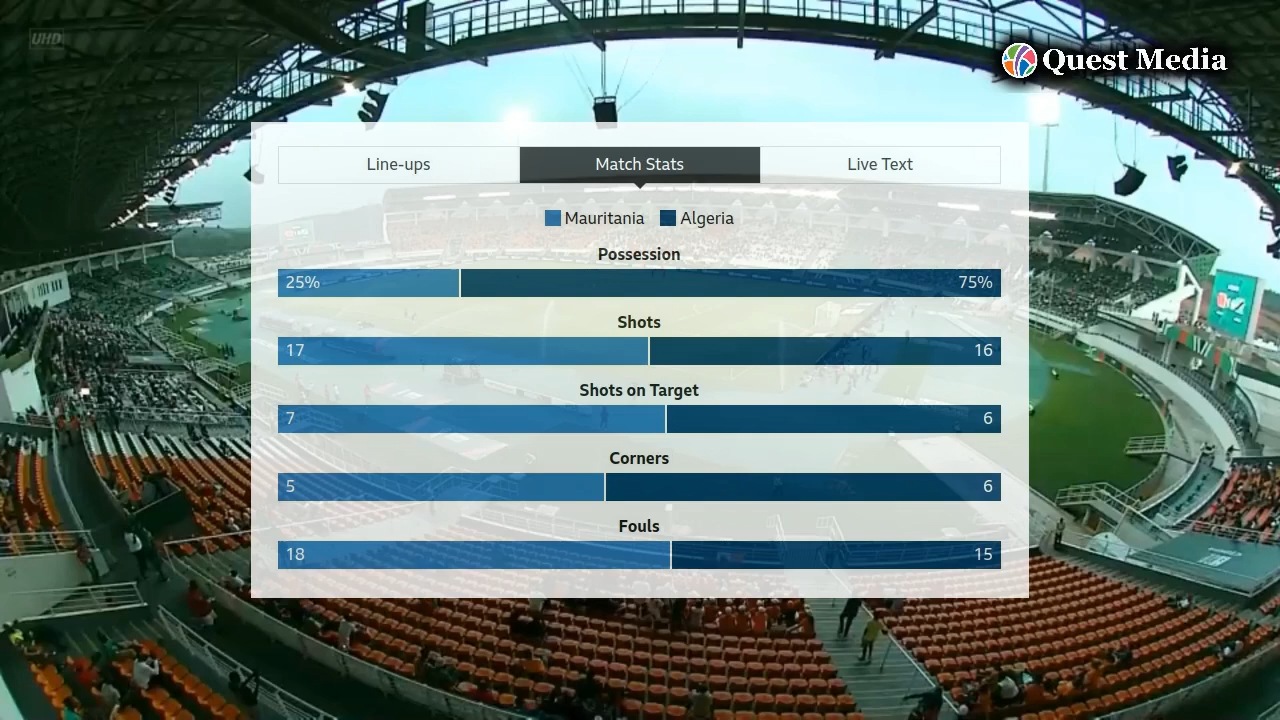 UHD
Quest Media
Line-ups
Match Stats
Live Text
Mauritania Algeria
Possession
25% 75%
Shots
17 16
Shots on Target
7 6
Corners
5 6
Fouls
18 15